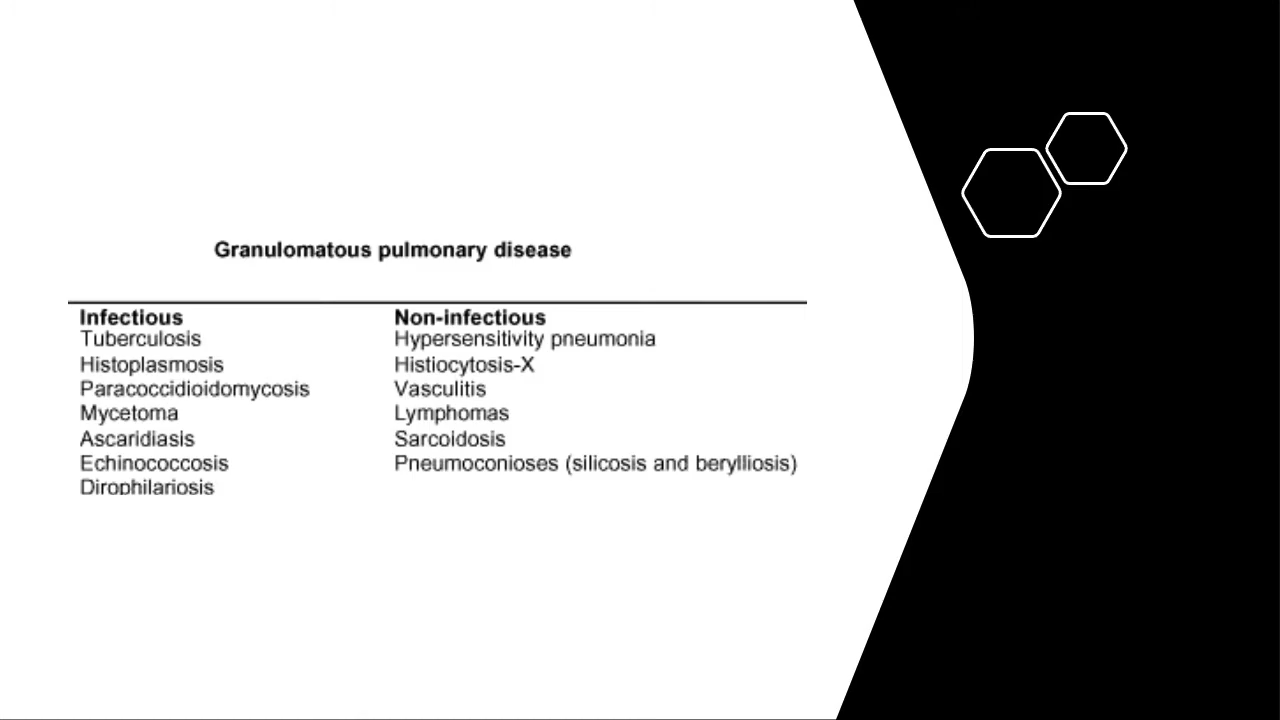 Granulomatous pulmonary disease
Infectious Non-infectious
Tuberculosis Hypersensitivity pneumonia
Histoplasmosis Histiocytosis-X
Paracoccidioidomycosis Vasculitis
Mycetoma Lymphomas
Ascaridiasis Sarcoidosis
Echinococcosis Pneumoconioses (silicosis and berylliosis)
Dirophilariosis